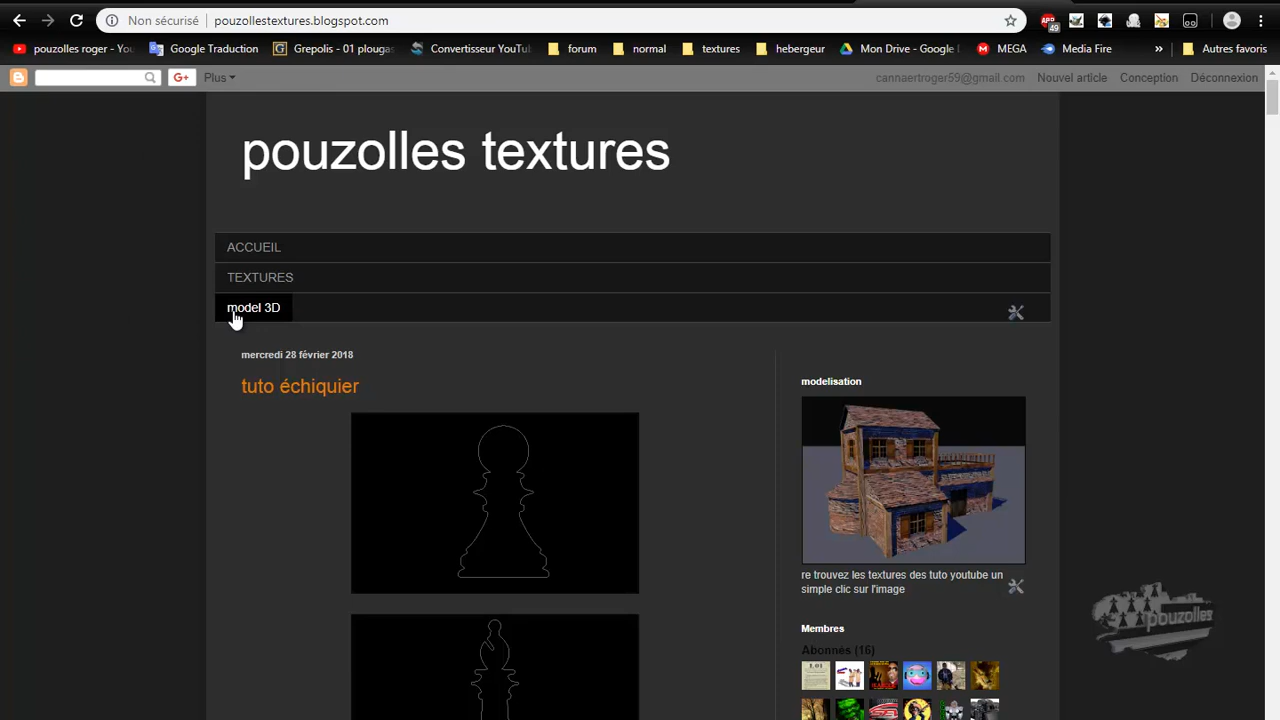 Non sécurisé | pouzollestextures.blogspot.com
APP
49
pouzolles roger - You
Google Traduction
Grepolis - 01 plougas
Convertisseur YouTu
forum
normal
textures
hebergeur
Mon Drive - Google
MEGA
Media Fire
»
Autres favoris
G+
Plus
cannaertroger59@gmail.com
Nouvel article
Conception
Déconnexion
pouzolles textures
ACCUEIL
TEXTURES
model 3D
mercredi 28 février 2018
tuto échiquier
modelisation
re trouvez les textures des tuto youtube un
simple clic sur l'image
Membres
Abonnés (16)
pouzolles